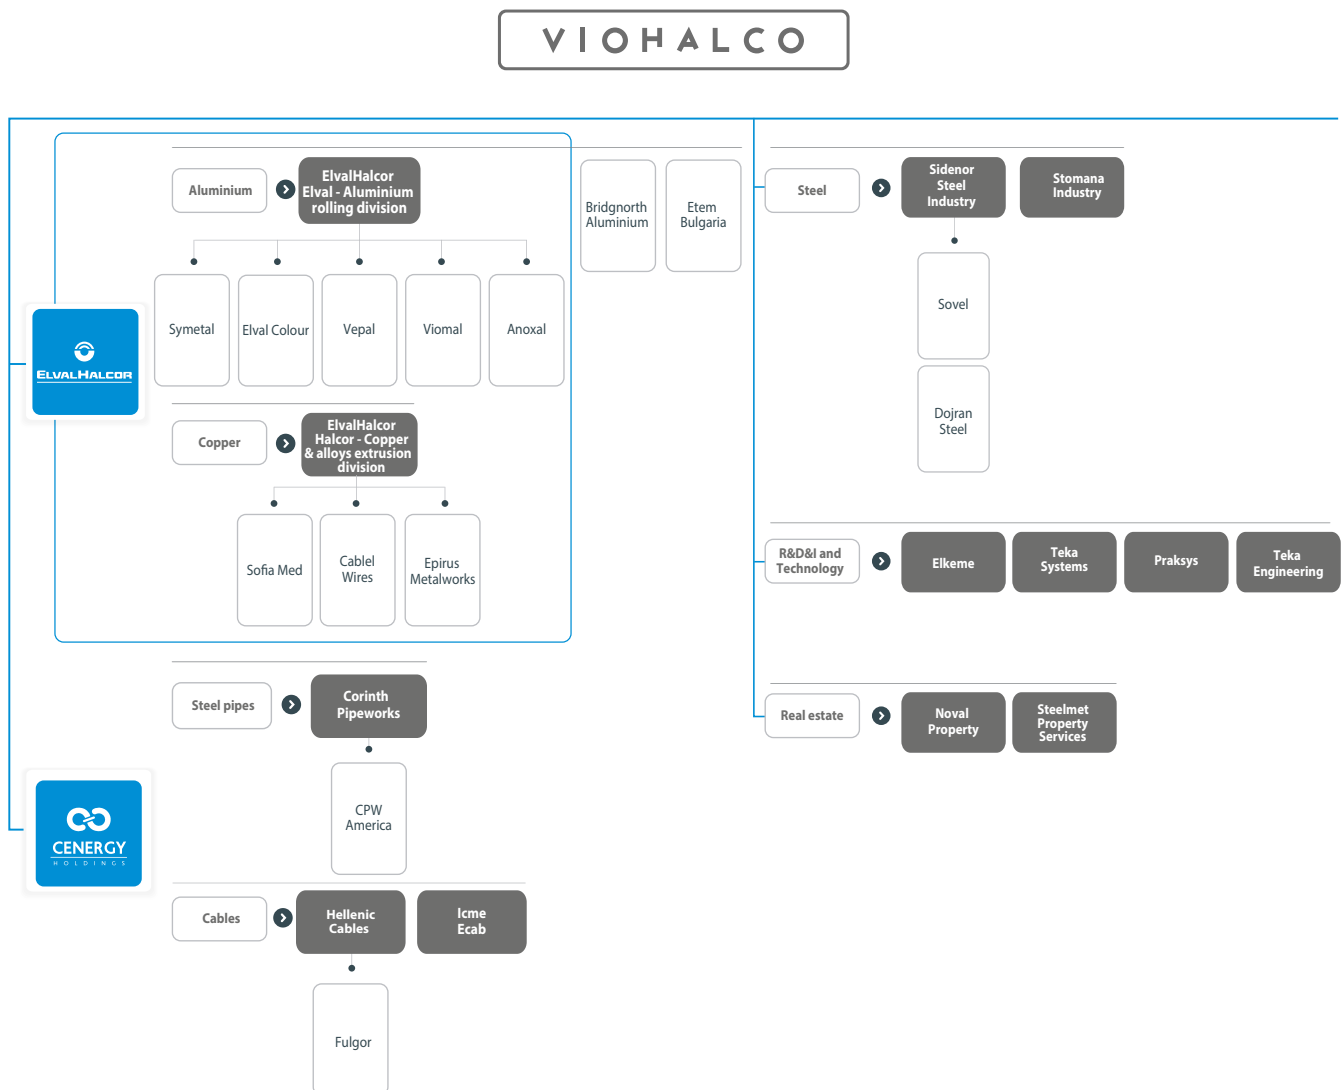 VIOHALCO
Aluminium
ElvalHalcor
Elval - Aluminium
rolling division
Bridgnorth
Aluminium
Etem
Bulgaria
Symetal
Elval Colour
Vepal
Viomal
Anoxal
ELVALHALCOR
Copper
ElvalHalcor
Halcor - Copper
& alloys extrusion
division
Sofia Med
Cablel
Wires
Epirus
Metalworks
Steel pipes
Corinth
Pipeworks
CPW
America
CENERGY
HOLDINGS
Cables
Hellenic
Cables
Icme
Ecab
Fulgor
Steel
Sidenor
Steel
Industry
Stomana
Industry
Sovel
Dojran
Steel
R&D&I and
Technology
Elkeme
Teka
Systems
Praksys
Teka
Engineering
Real estate
Noval
Property
Steelmet
Property
Services